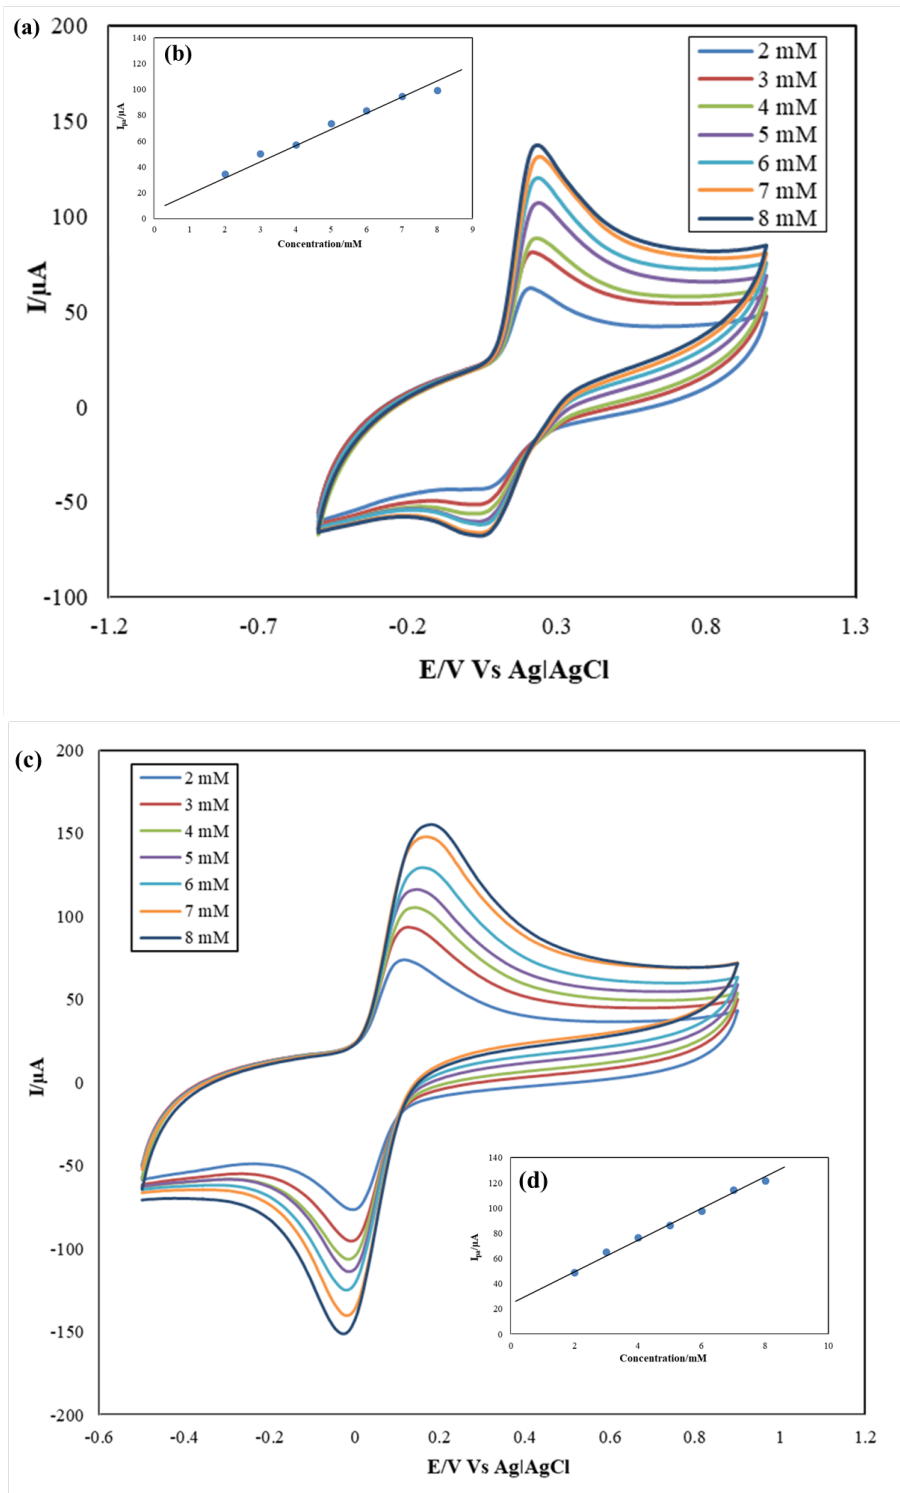 (a)
200
150
100
50
0
-50
-100
I/µA
-1.2
-0.7
-0.2
0.3
0.8
1.3
E/V Vs Ag|AgCl
2 mM
3 mM
4 mM
5 mM
6 mM
7 mM
8 mM
(b)
140
120
100
80
60
40
20
0
Ipa/µA
0
1
2
3
4
5
6
7
8
9
Concentration/mM
(c)
200
150
100
50
0
-50
-100
-150
-200
I/µA
-0.6
-0.4
-0.2
0
0.2
0.4
0.6
0.8
1
1.2
E/V Vs Ag|AgCl
2 mM
3 mM
4 mM
5 mM
6 mM
7 mM
8 mM
(d)
140
120
100
80
60
40
20
0
Ipa/µA
0
2
4
6
8
10
Concentration/mM